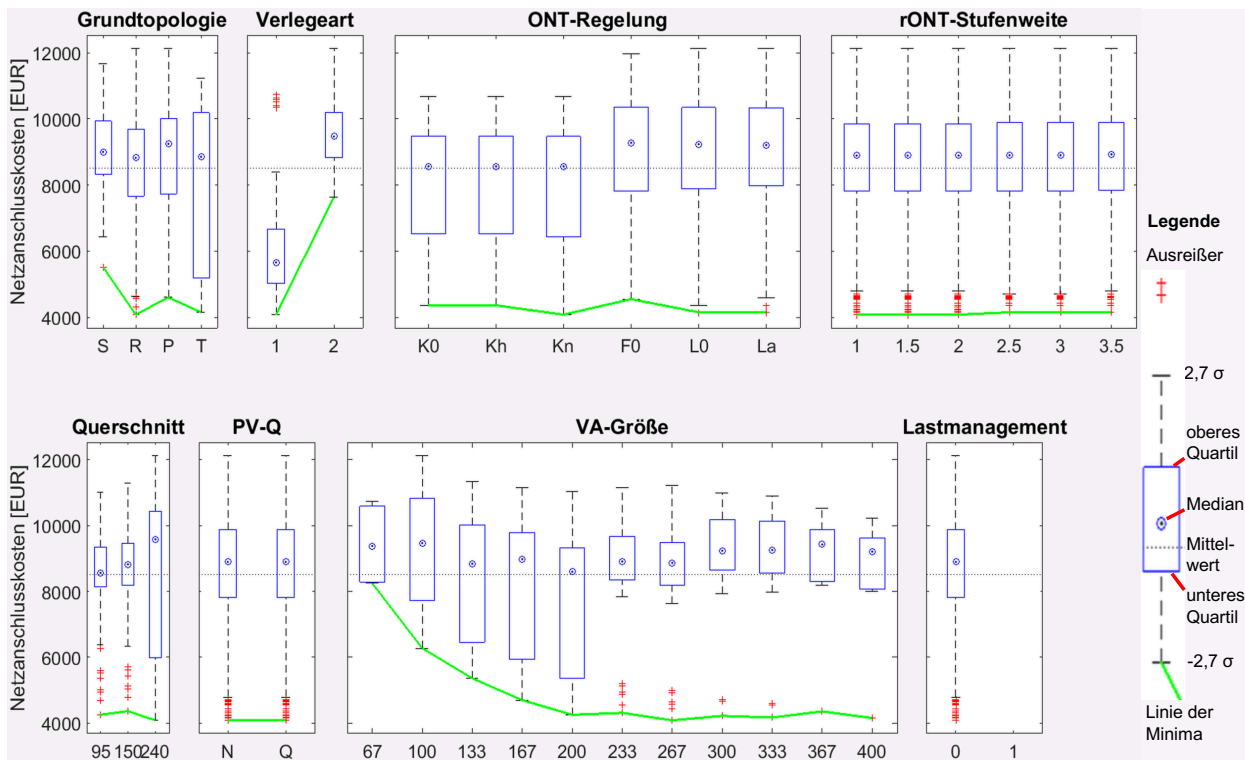 Grundtopologie
Verlegeart
ONT-Regelung
rONT-Stufenweite
Netzanschlusskosten [EUR]
12000
10000
8000
6000
4000
S R P T
1 2
K0 Kh Kn F0 L0 La
1 1.5 2 2.5 3 3.5
Querschnitt
PV-Q
VA-Größe
Lastmanagement
Netzanschlusskosten [EUR]
12000
10000
8000
6000
4000
95 150 240
N Q
67 100 133 167 200 233 267 300 333 367 400
0 1
Legende
Ausreißer
2,7 σ
oberes
Quartil
Median
Mittel-
wert
unteres
Quartil
-2,7 σ
Linie der
Minima